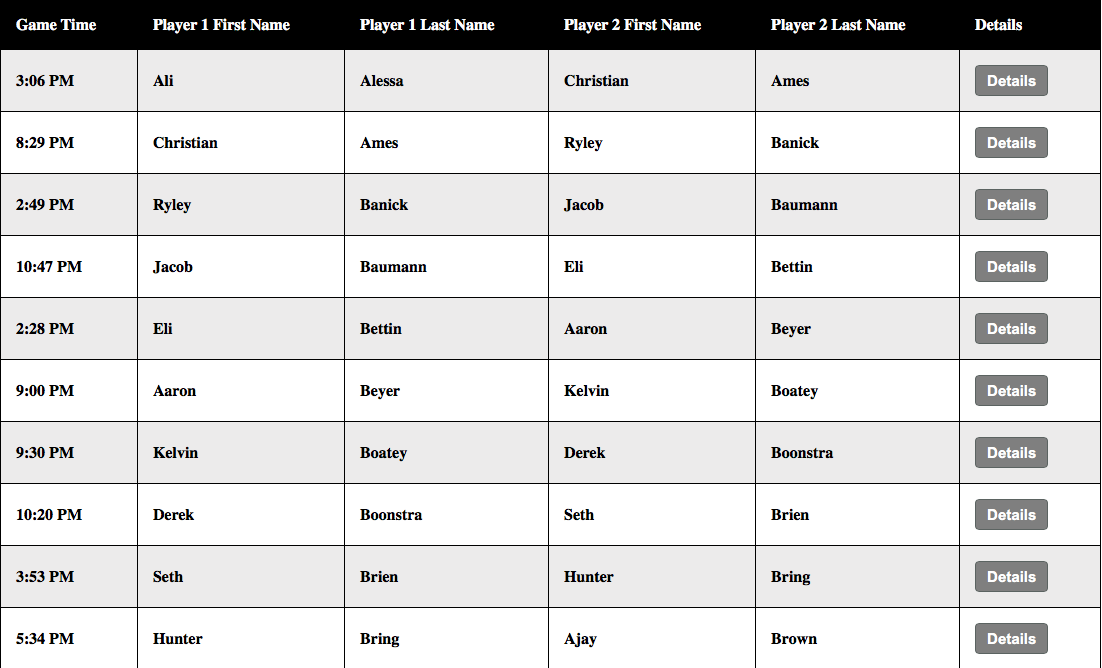 Game Time Player 1 First Name Player 1 Last Name Player 2 First Name Player 2 Last Name Details
3:06 PM Ali Alessa Christian Ames Details
8:29 PM Christian Ames Ryley Banick Details
2:49 PM Ryley Banick Jacob Baumann Details
10:47 PM Jacob Baumann Eli Bettin Details
2:28 PM Eli Bettin Aaron Beyer Details
9:00 PM Aaron Beyer Kelvin Boatey Details
9:30 PM Kelvin Boatey Derek Boonstra Details
10:20 PM Derek Boonstra Seth Brien Details
3:53 PM Seth Brien Hunter Bring Details
5:34 PM Hunter Bring Ajay Brown Details